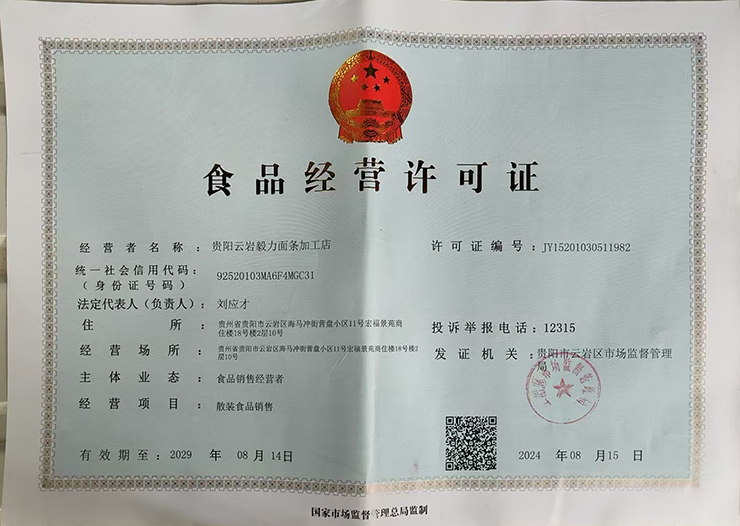 食品经营许可证
经营者名称：贵阳云岩毅力面条加工店
许可证编号：JY15201030511982
统一社会信用代码：
（身份证号码）
92520103MA6F4MGC31
法定代表人（负责人）：刘应才
住所：贵州省贵阳市云岩区海马冲街营盘小区11号宏福景苑商
住楼18号楼2层10号
投诉举报电话：12315
经营场所：贵州省贵阳市云岩区海马冲街营盘小区11号宏福景苑商住楼18号楼2
层10号
发证机关：贵阳市云岩区市场监督管理
局
主体业态：食品销售经营者
经营项目：散装食品销售
有效期至：2029 年 08 月 14日
2024 年 08 月 15 日
国家市场监督管理总局监制